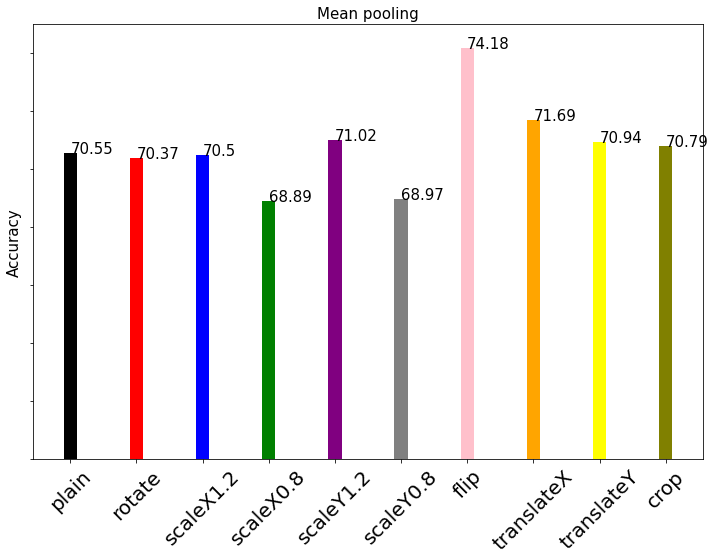 Mean pooling
74.18
71.69
71.02
70.94
70.79
70.55
70.5
70.37
68.97
68.89
Accuracy
plain
rotate
scaleX1.2
scaleX0.8
scaleY1.2
scaleY0.8
flip
translateX
translateY
crop